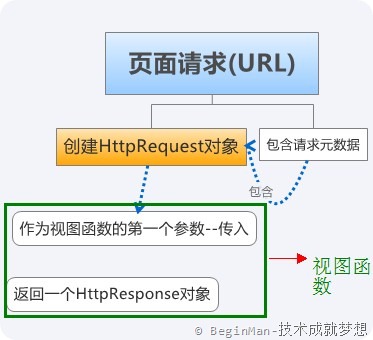 页面请求(URL)
创建HttpRequest对象
包含请求元数据
包含
作为视图函数的第一个参数--传入
视图函
数
返回一个HttpResponse对象
© BeginMan-技术成就梦想